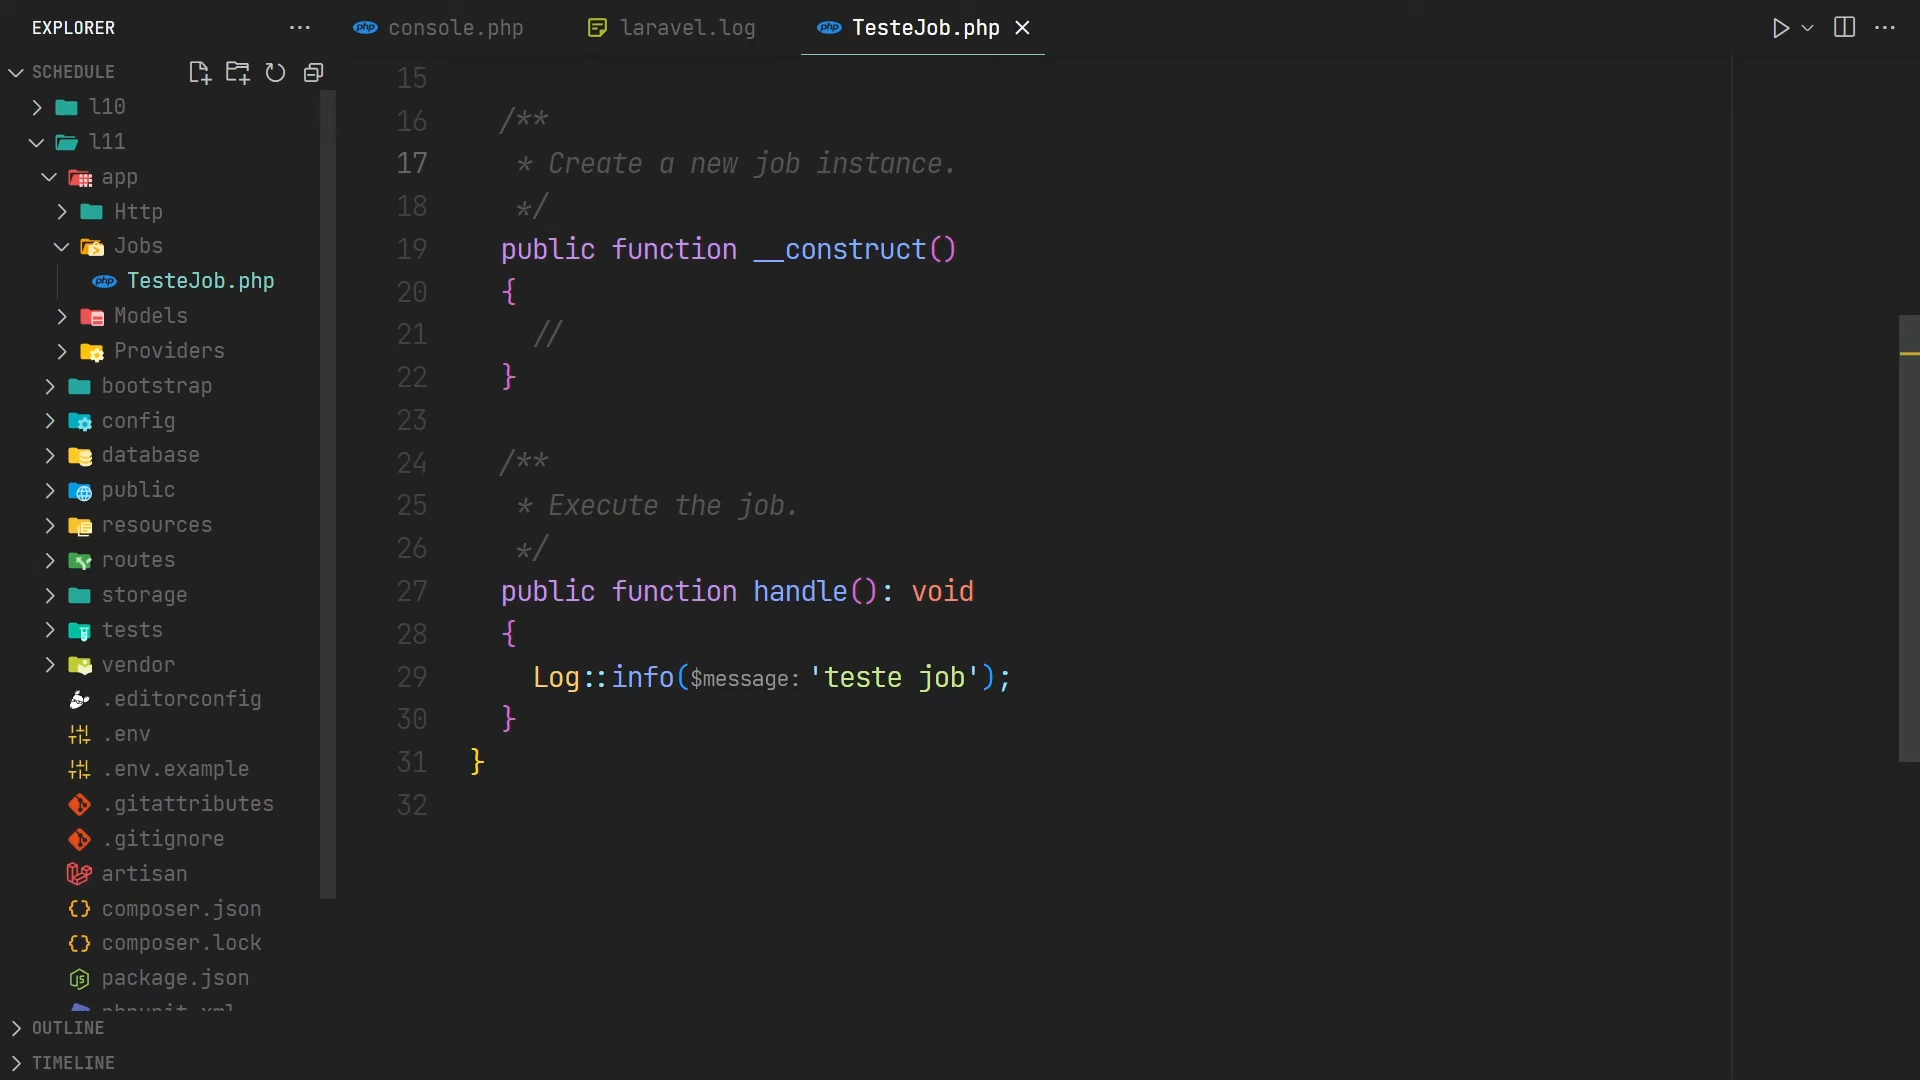 EXPLORER
console.php
laravel.log
TesteJob.php
SCHEDULE
l10
l11
app
Http
Jobs
TesteJob.php
Models
Providers
bootstrap
config
database
public
resources
routes
storage
tests
vendor
.editorconfig
.env
.env.example
.gitattributes
.gitignore
artisan
composer.json
composer.lock
package.json
phpunit.xml
OUTLINE
TIMELINE
15
16 /**
17 * Create a new job instance.
18 */
19 public function __construct()
20 {
21 //
22 }
23
24 /**
25 * Execute the job.
26 */
27 public function handle(): void
28 {
29 Log::info($message: 'teste job');
30 }
31 }
32